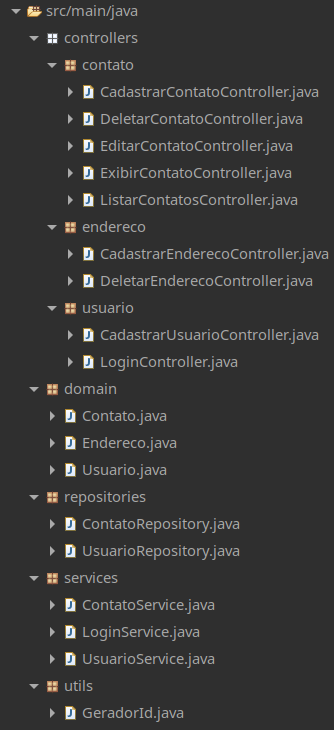 src/main/java
controllers
contato
CadastrarContatoController.java
DeletarContatoController.java
EditarContatoController.java
ExibirContatoController.java
ListarContatosController.java
endereco
CadastrarEnderecoController.java
DeletarEnderecoController.java
usuario
CadastrarUsuarioController.java
LoginController.java
domain
Contato.java
Endereco.java
Usuario.java
repositories
ContatoRepository.java
UsuarioRepository.java
services
ContatoService.java
LoginService.java
UsuarioService.java
utils
GeradorId.java